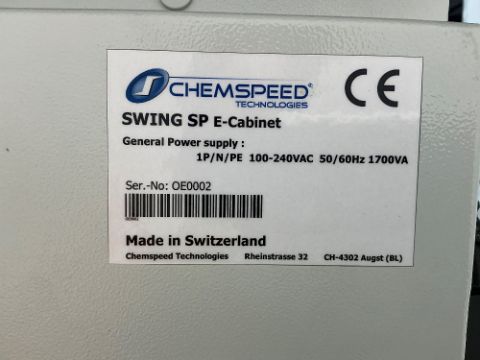 CHEMSPEED®
TECHNOLOGIES
CE
SWING SP E-Cabinet
General Power supply :
1P/N/PE 100-240VAC 50/60Hz 1700VA
Ser.-No: OE0002
Made in Switzerland
Chemspeed Technologies Rheinstrasse 32 CH-4302 Augst (BL)